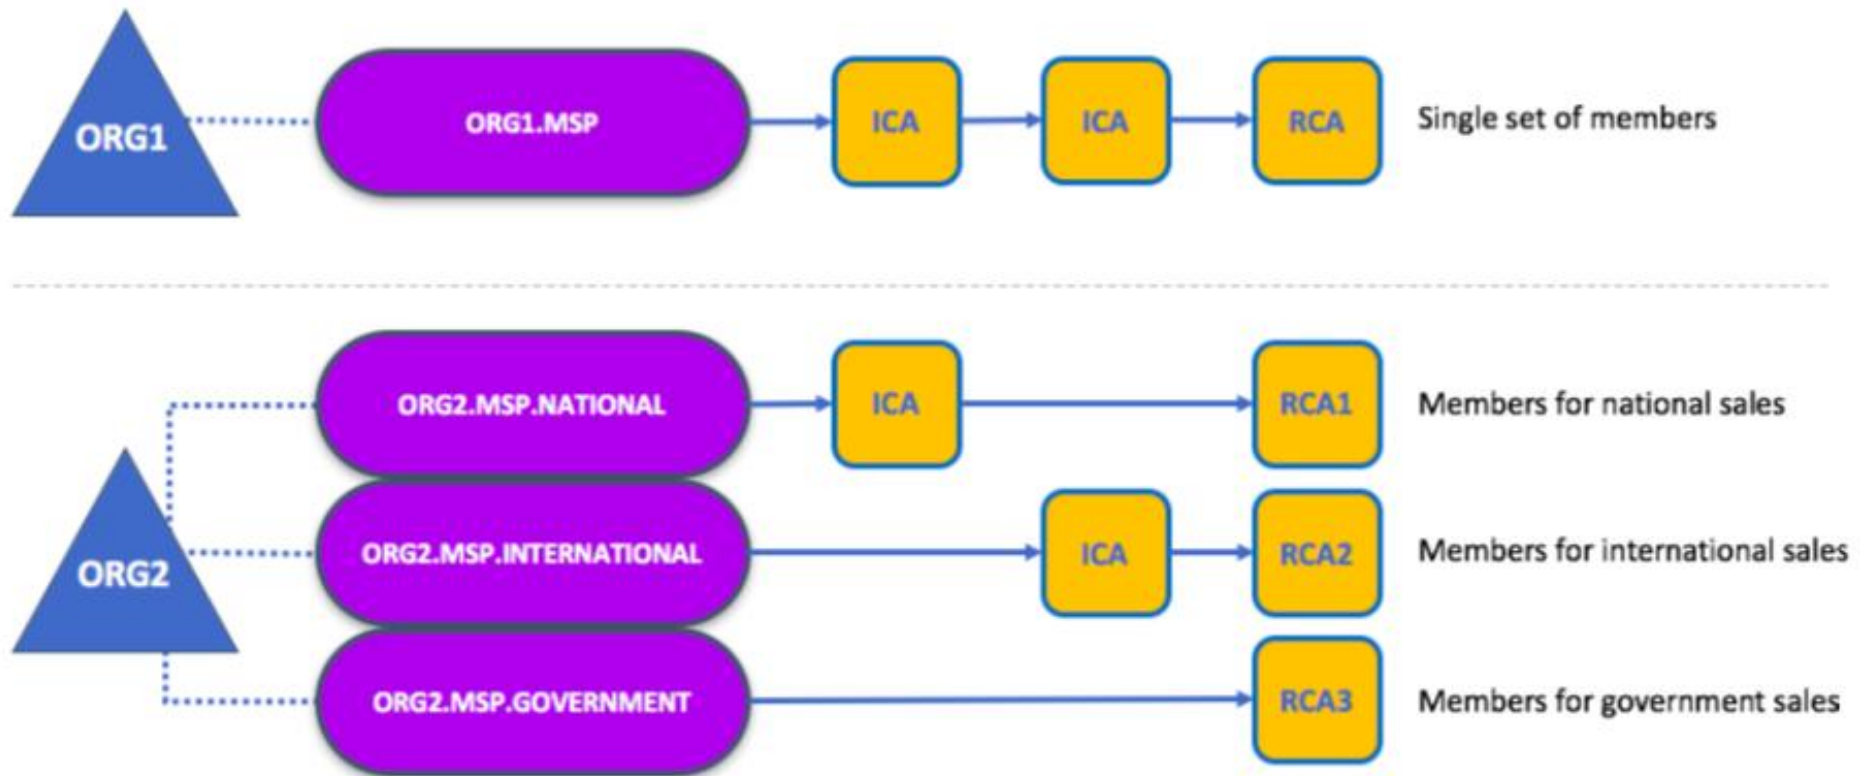 ORG1
ORG1.MSP
ICA
ICA
RCA
Single set of members
ORG2
ORG2.MSP.NATIONAL
ICA
RCA1
Members for national sales
ORG2.MSP.INTERNATIONAL
ICA
RCA2
Members for international sales
ORG2.MSP.GOVERNMENT
RCA3
Members for government sales